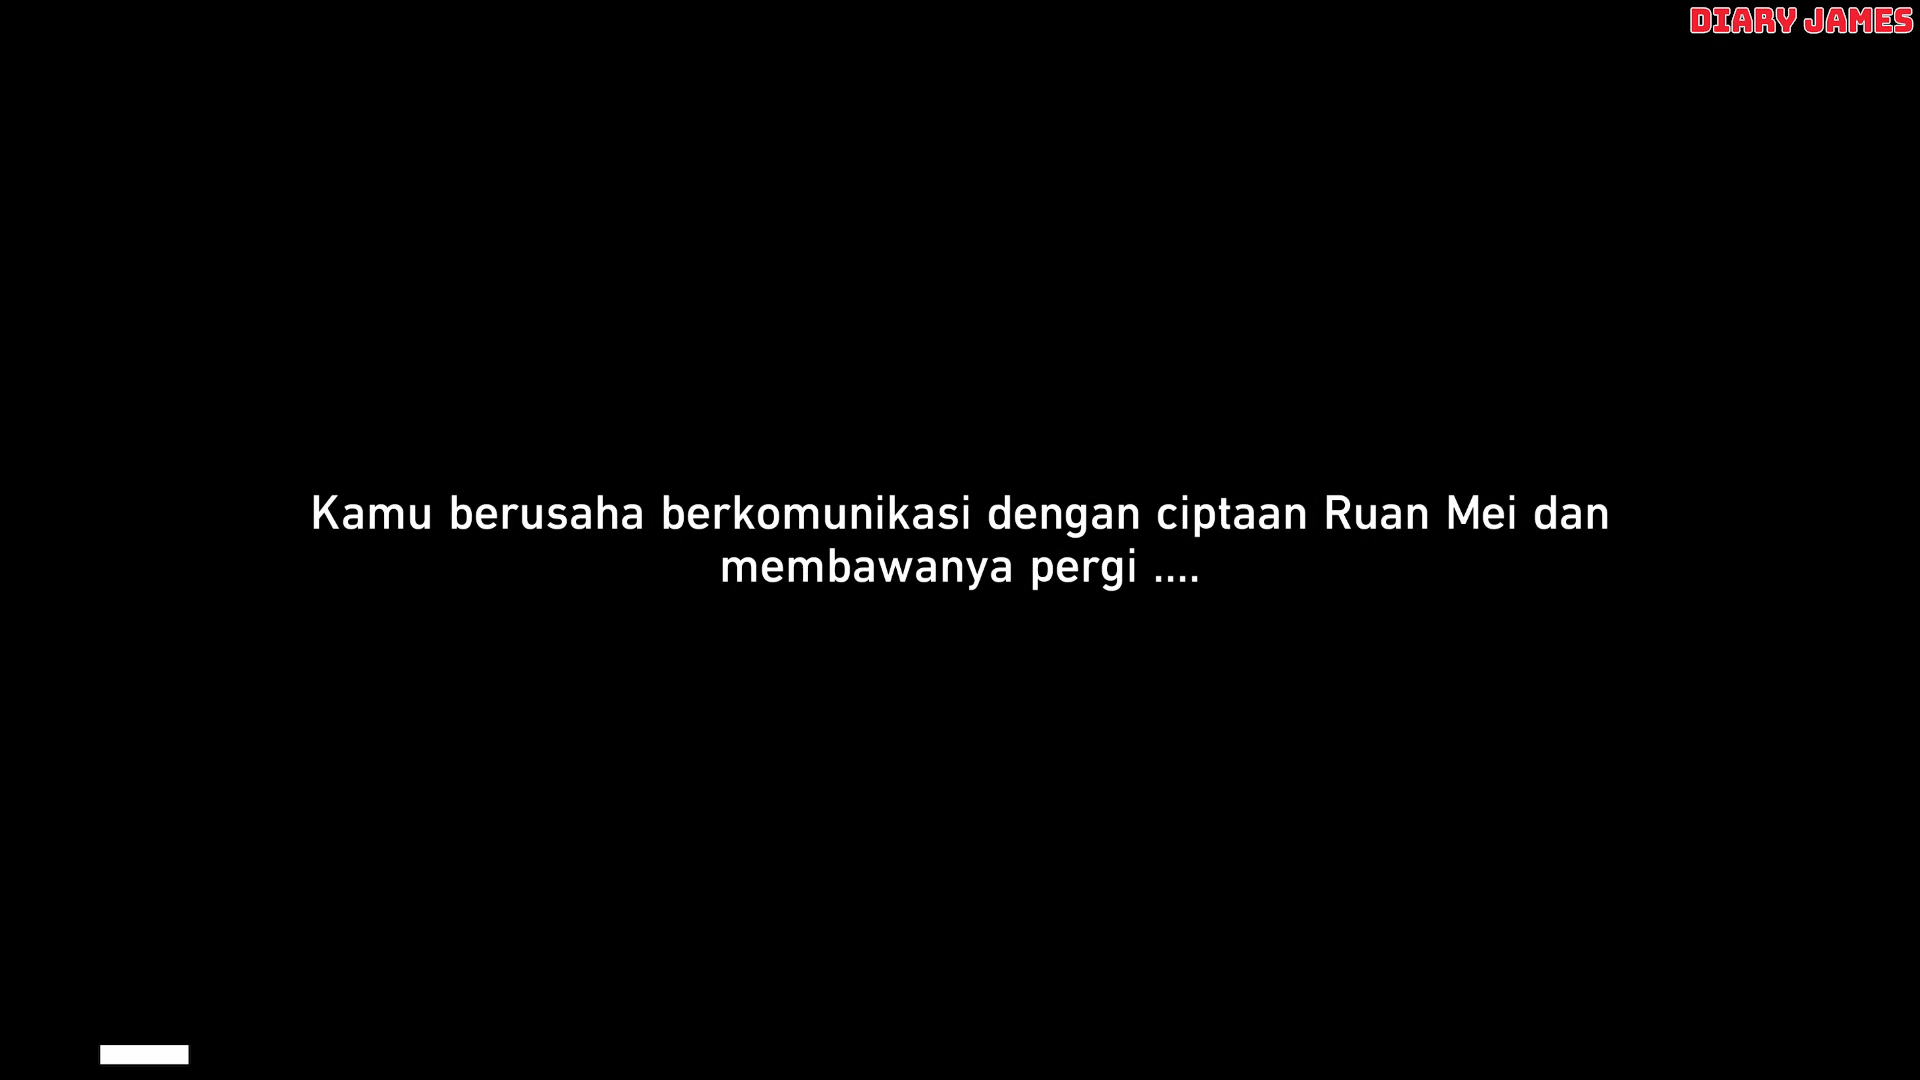 DIARY JAMES
Kamu berusaha berkomunikasi dengan ciptaan Ruan Mei dan
membawanya pergi ....